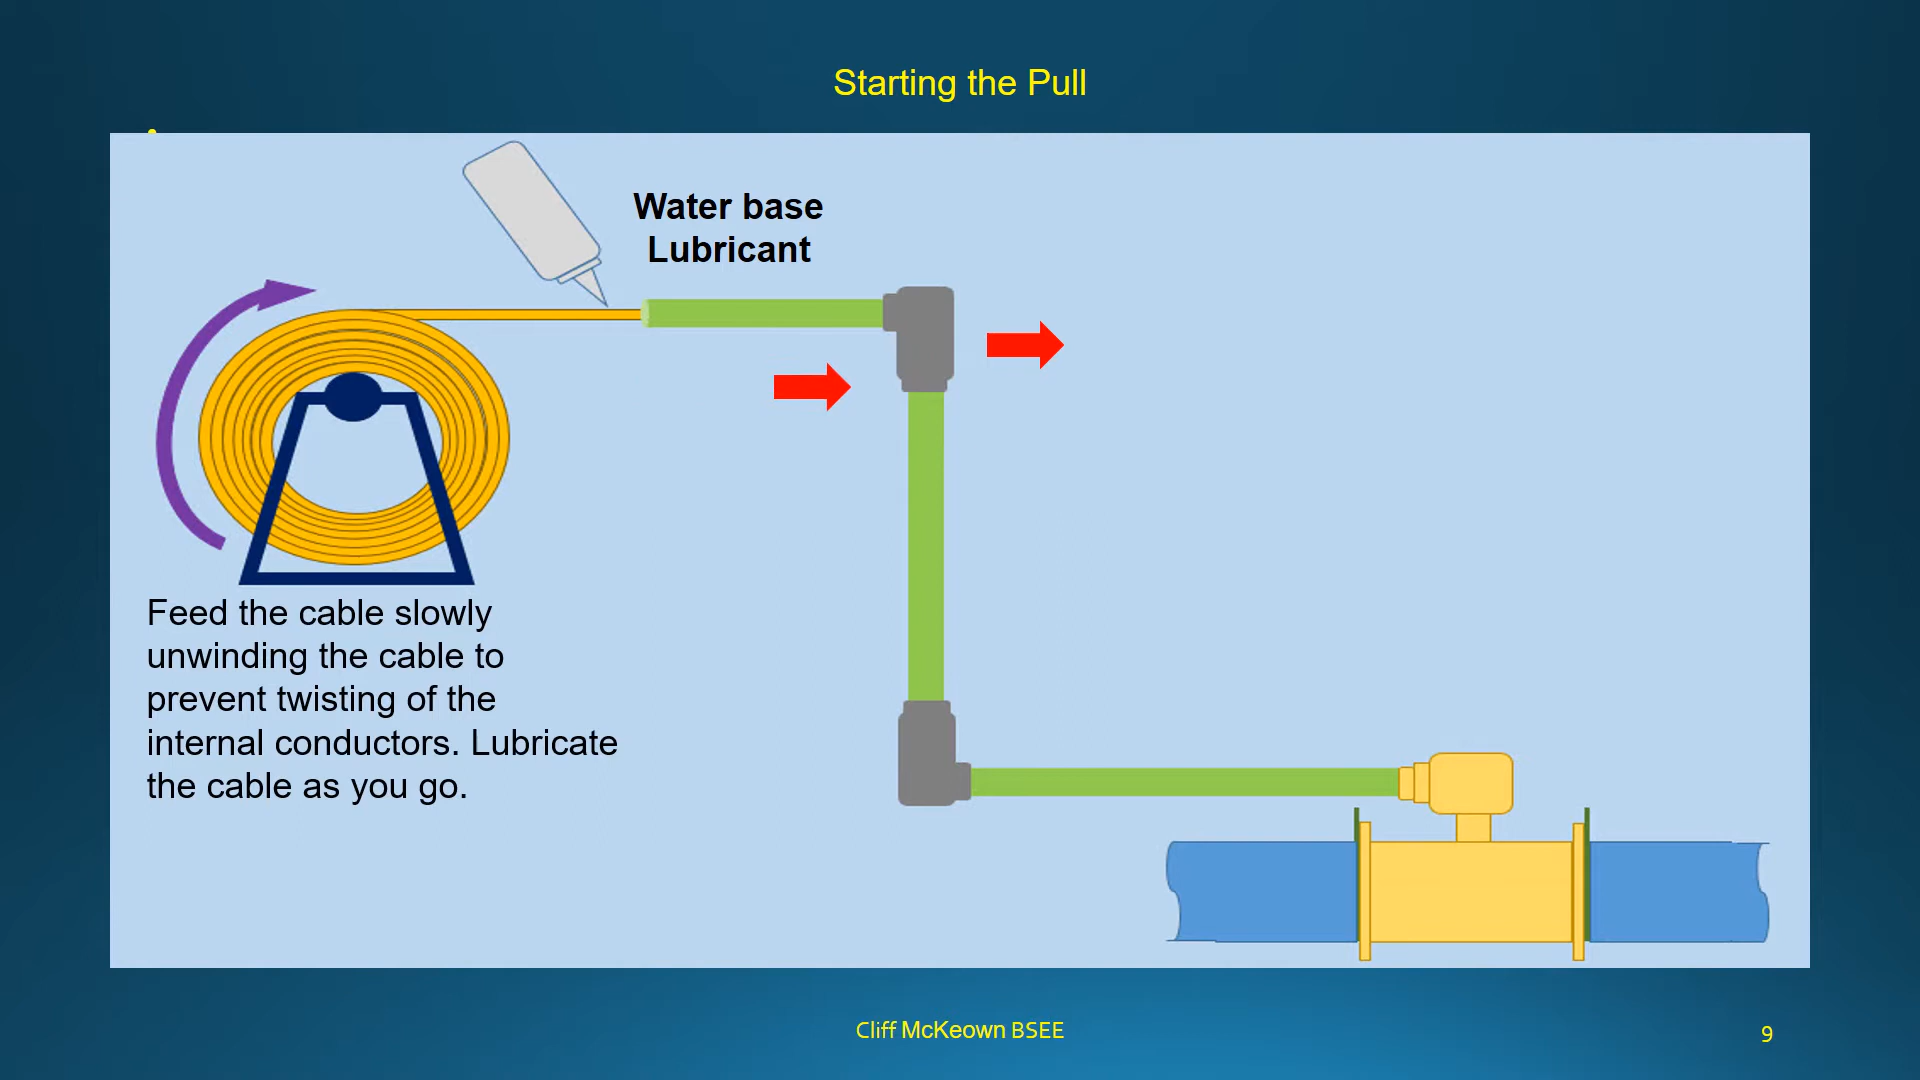 Starting the Pull
Water base
Lubricant
Feed the cable slowly
unwinding the cable to
prevent twisting of the
internal conductors. Lubricate
the cable as you go.
Cliff McKeown BSEE
9